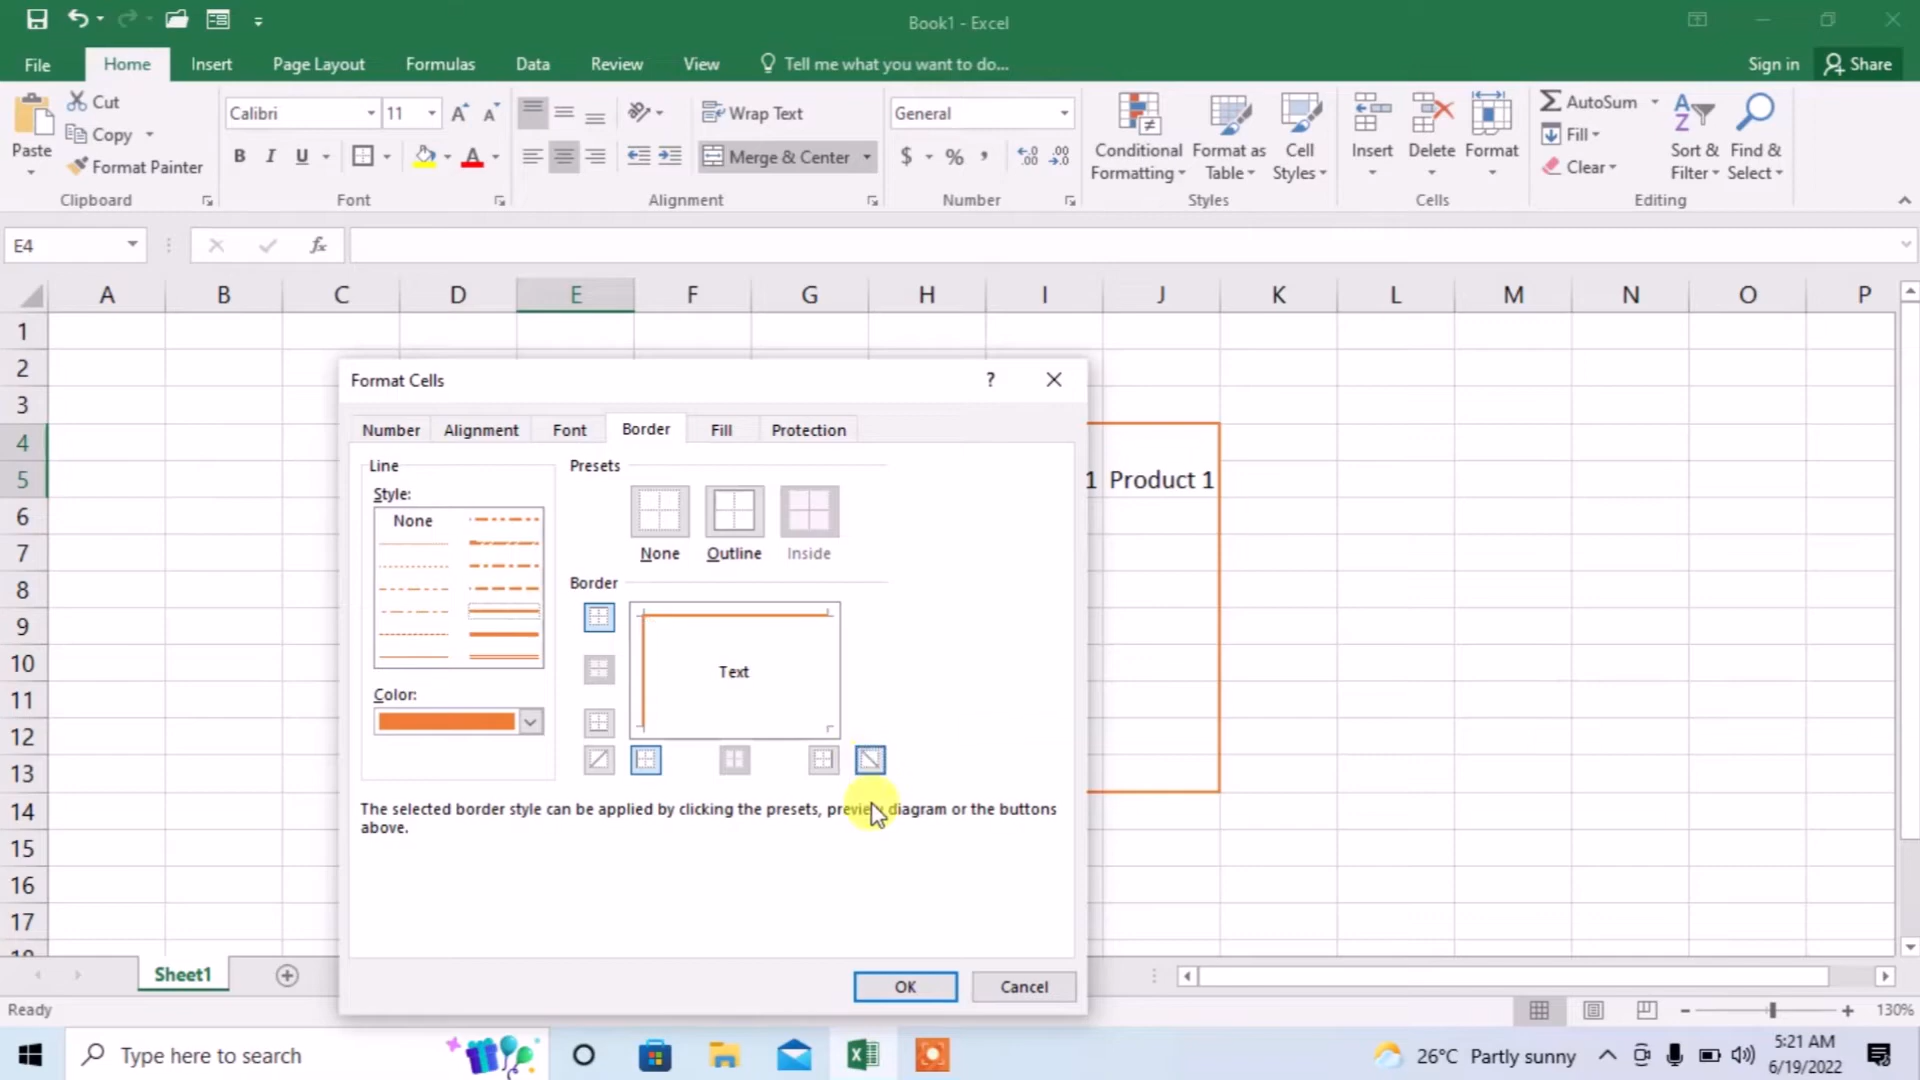 Book1 - Excel
File Home Insert Page Layout Formulas Data Review View Tell me what you want to do... Sign in Share
Paste Cut Copy Format Painter Clipboard
Calibri 11 A A B I U A Font
Wrap Text Merge & Center Alignment
General $ % , .00 .0 Number
Conditional Formatting Format as Table Cell Styles Styles
Insert Delete Format Cells
AutoSum Fill Clear Sort & Filter Find & Select Editing
E4 fx
A B C D E F G H I J K L M N O P
1
2
3
4
5 1 Product 1
6
7
8
9
10
11
12
13
14
15
16
17
Format Cells ?
Number Alignment Font Border Fill Protection
Line
Style:
None
Color:
Presets
None Outline Inside
Border
Text
The selected border style can be applied by clicking the presets, preview diagram or the buttons
above.
OK Cancel
Sheet1
Ready 130%
Type here to search 26°C Partly sunny 5:21 AM
6/19/2022